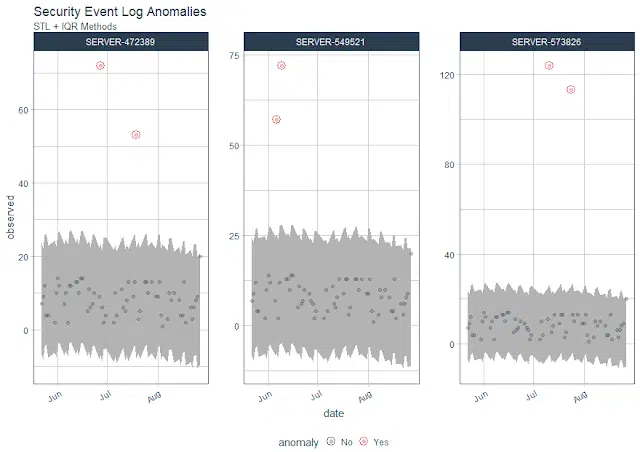 Security Event Log Anomalies
STL + IQR Methods
SERVER-472389 SERVER-549521 SERVER-573826
observed
60
40
20
0
75
50
25
0
120
80
40
0
Jun Jul Aug
Jun Jul Aug
Jun Jul Aug
date
anomaly No Yes